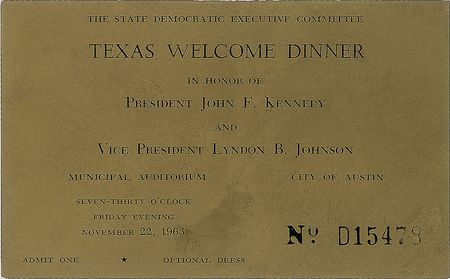 THE STATE DEMOCRATIC EXECUTIVE COMMITTEE
TEXAS WELCOME DINNER
IN HONOR OF
PRESIDENT JOHN F. KENNEDY
AND
VICE PRESIDENT LYNDON B. JOHNSON
MUNICIPAL AUDITORIUM CITY OF AUSTIN
SEVEN-THIRTY O'CLOCK
FRIDAY EVENING
NOVEMBER 22, 1963
Nº D15478
ADMIT ONE ★ OPTIONAL DRESS